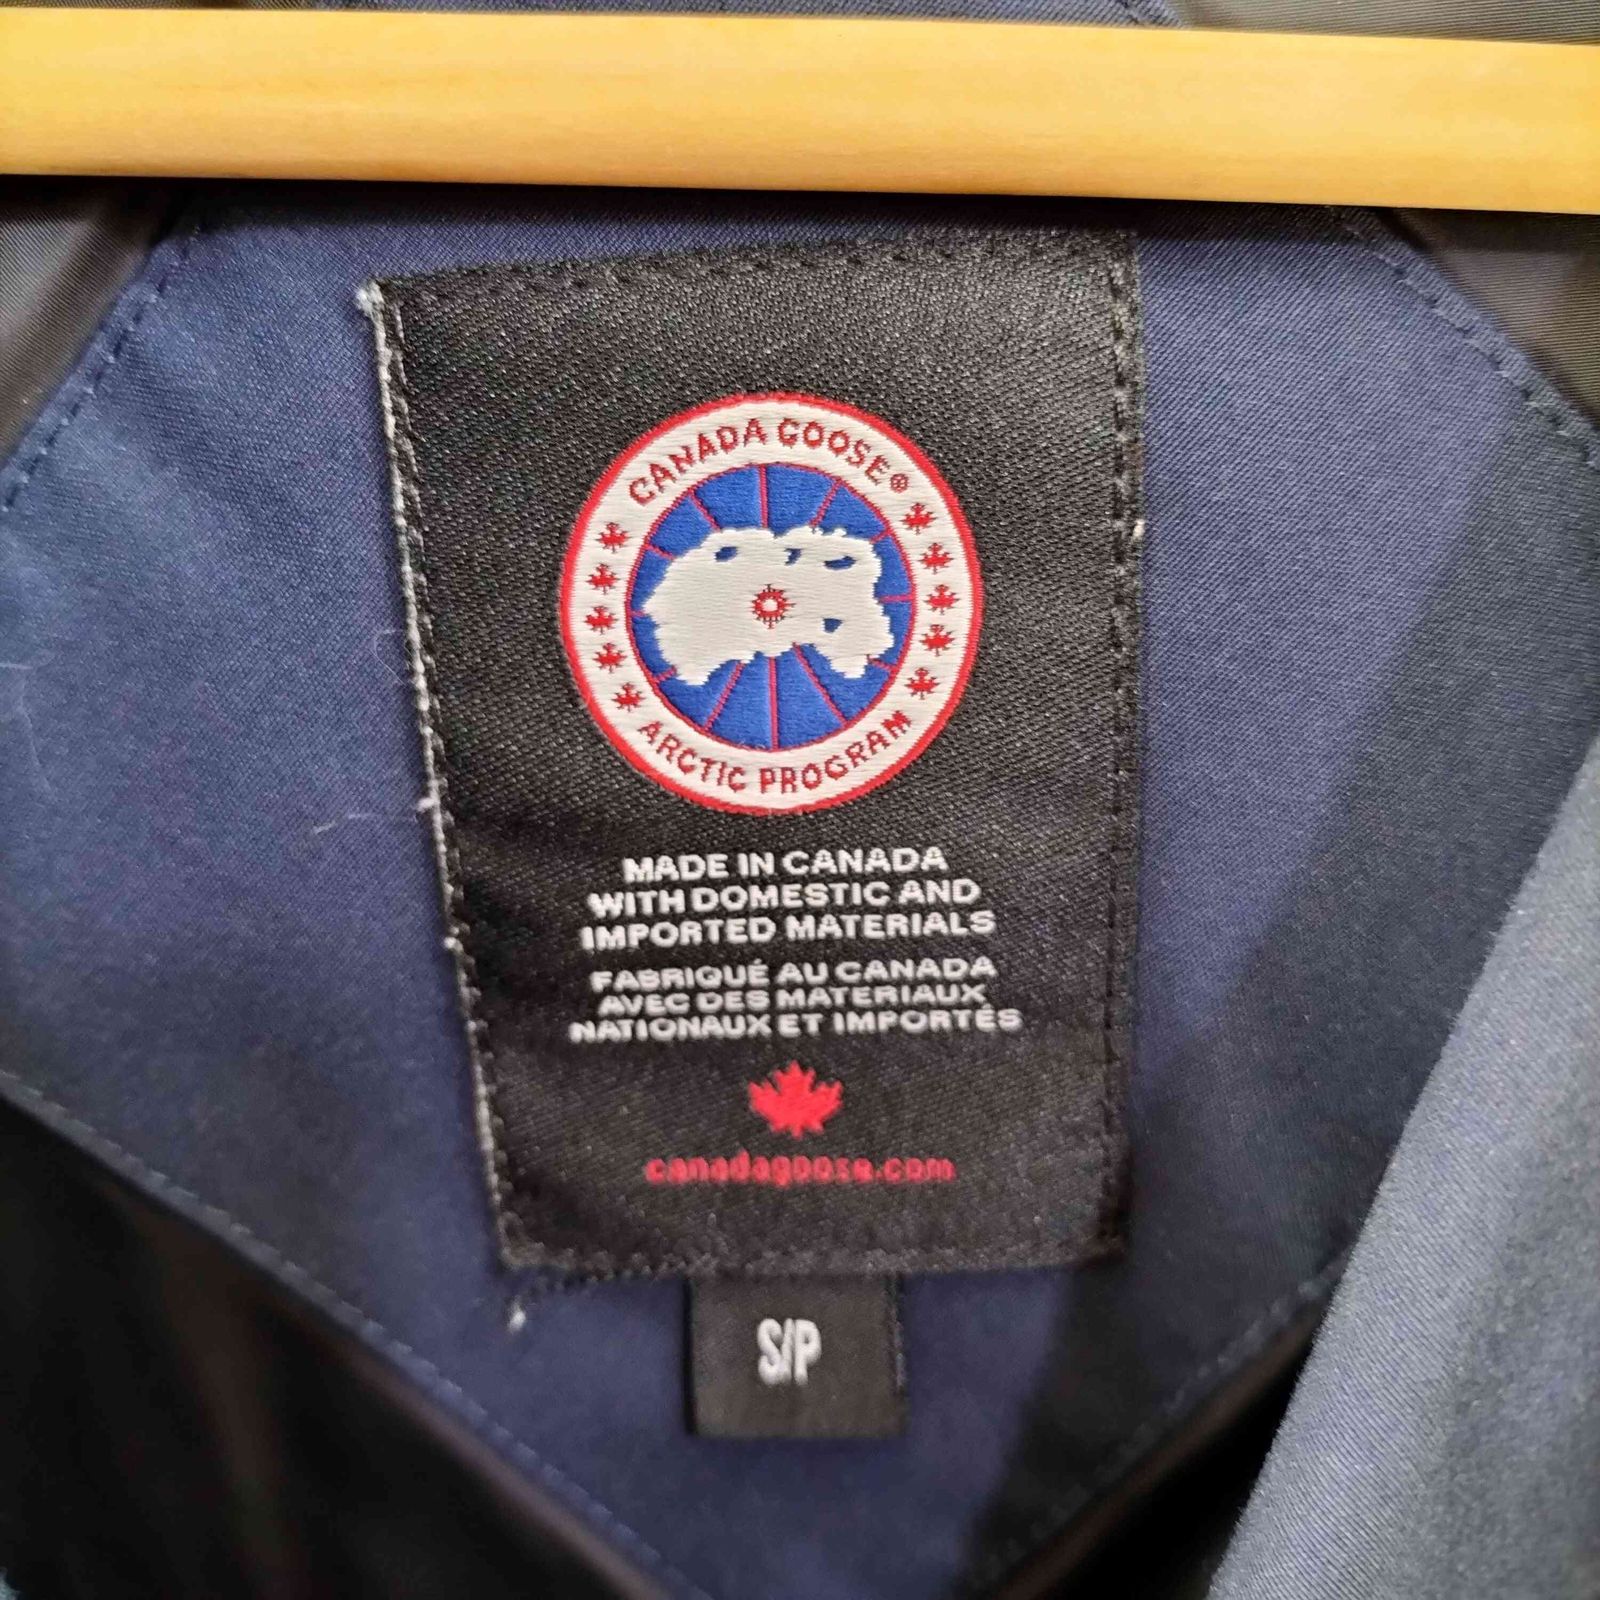 CANADA GOOSE®
ARCTIC PROGRAM
MADE IN CANADA
WITH DOMESTIC AND
IMPORTED MATERIALS
FABRIQUÉ AU CANADA
AVEC DES MATERIAUX
NATIONAUX ET IMPORTÉS
canadagoose.com
S/P